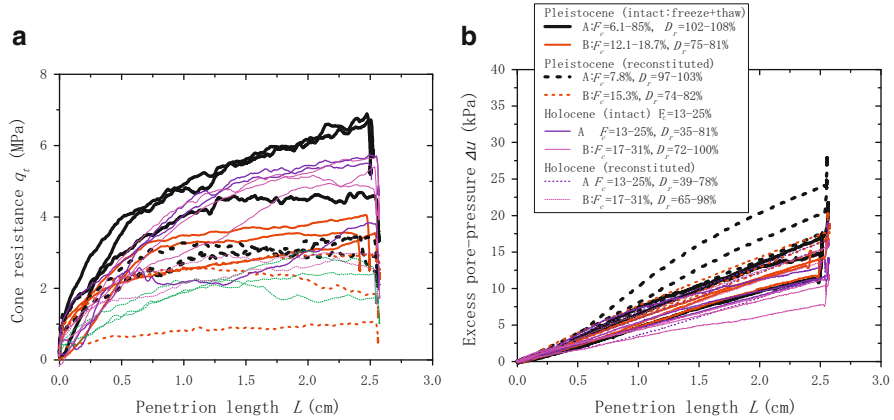 a
8
6
4
2
0
0.0
0.5
1.0
1.5
2.0
2.5
3.0
Cone resistance q_t (MPa)
Penetrion length L (cm)
b
40
35
30
25
20
15
10
5
0
0.0
0.5
1.0
1.5
2.0
2.5
3.0
Excess pore-pressure Δu (kPa)
Penetrion length L (cm)
Pleistocene (intact:freeze+thaw)
A:F_c=6.1-85%, D_r=102-108%
B:F_c=12.1-18.7%, D_r=75-81%
Pleistocene (reconstituted)
A:F_c=7.8%, D_r=97-103%
B:F_c=15.3%, D_r=74-82%
Holocene (intact) F_c=13-25%
A F_c=13-25%, D_r=35-81%
B:F_c=17-31%, D_r=72-100%
Holocene (reconstituted)
A F_c=13-25%, D_r=39-78%
B:F_c=17-31%, D_r=65-98%